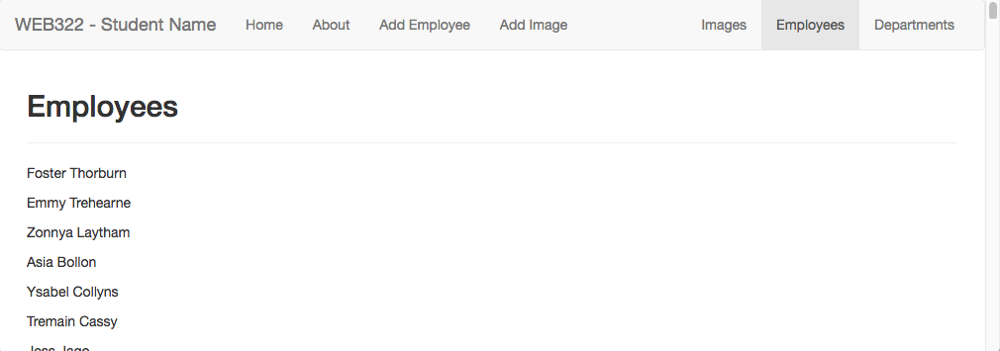 WEB322 - Student Name Home About Add Employee Add Image Images Employees Departments
Employees
Foster Thorburn
Emmy Trehearne
Zonnya Laytham
Asia Bollon
Ysabel Collyns
Tremain Cassy